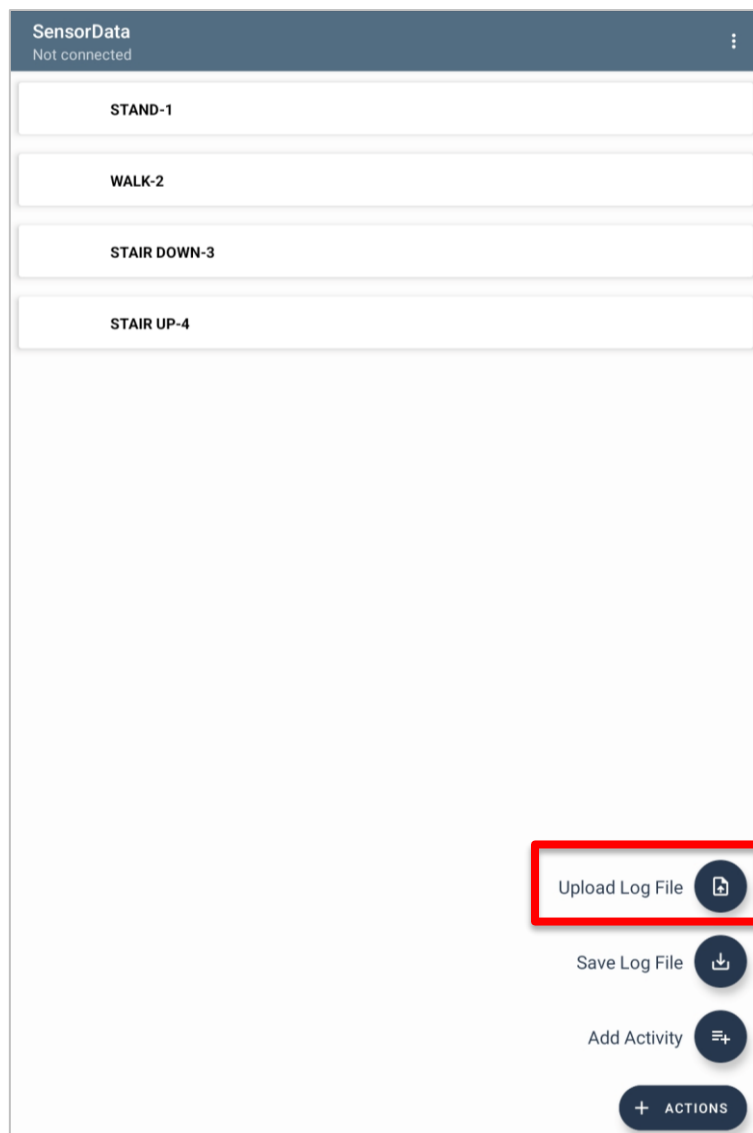 SensorData
Not connected
STAND-1
WALK-2
STAIR DOWN-3
STAIR UP-4
Upload Log File
Save Log File
Add Activity
+ ACTIONS